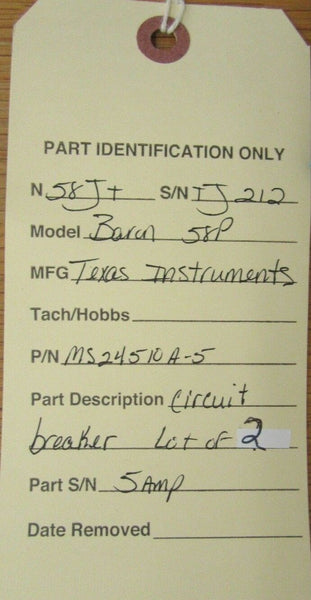 PART IDENTIFICATION ONLY
N 58J+ S/N TJ 212
Model Baron 58P
MFG Texas Instruments
Tach/Hobbs
P/N MS24510A-5
Part Description Circuit
breaker Lot of 2
Part S/N 5 Amp
Date Removed